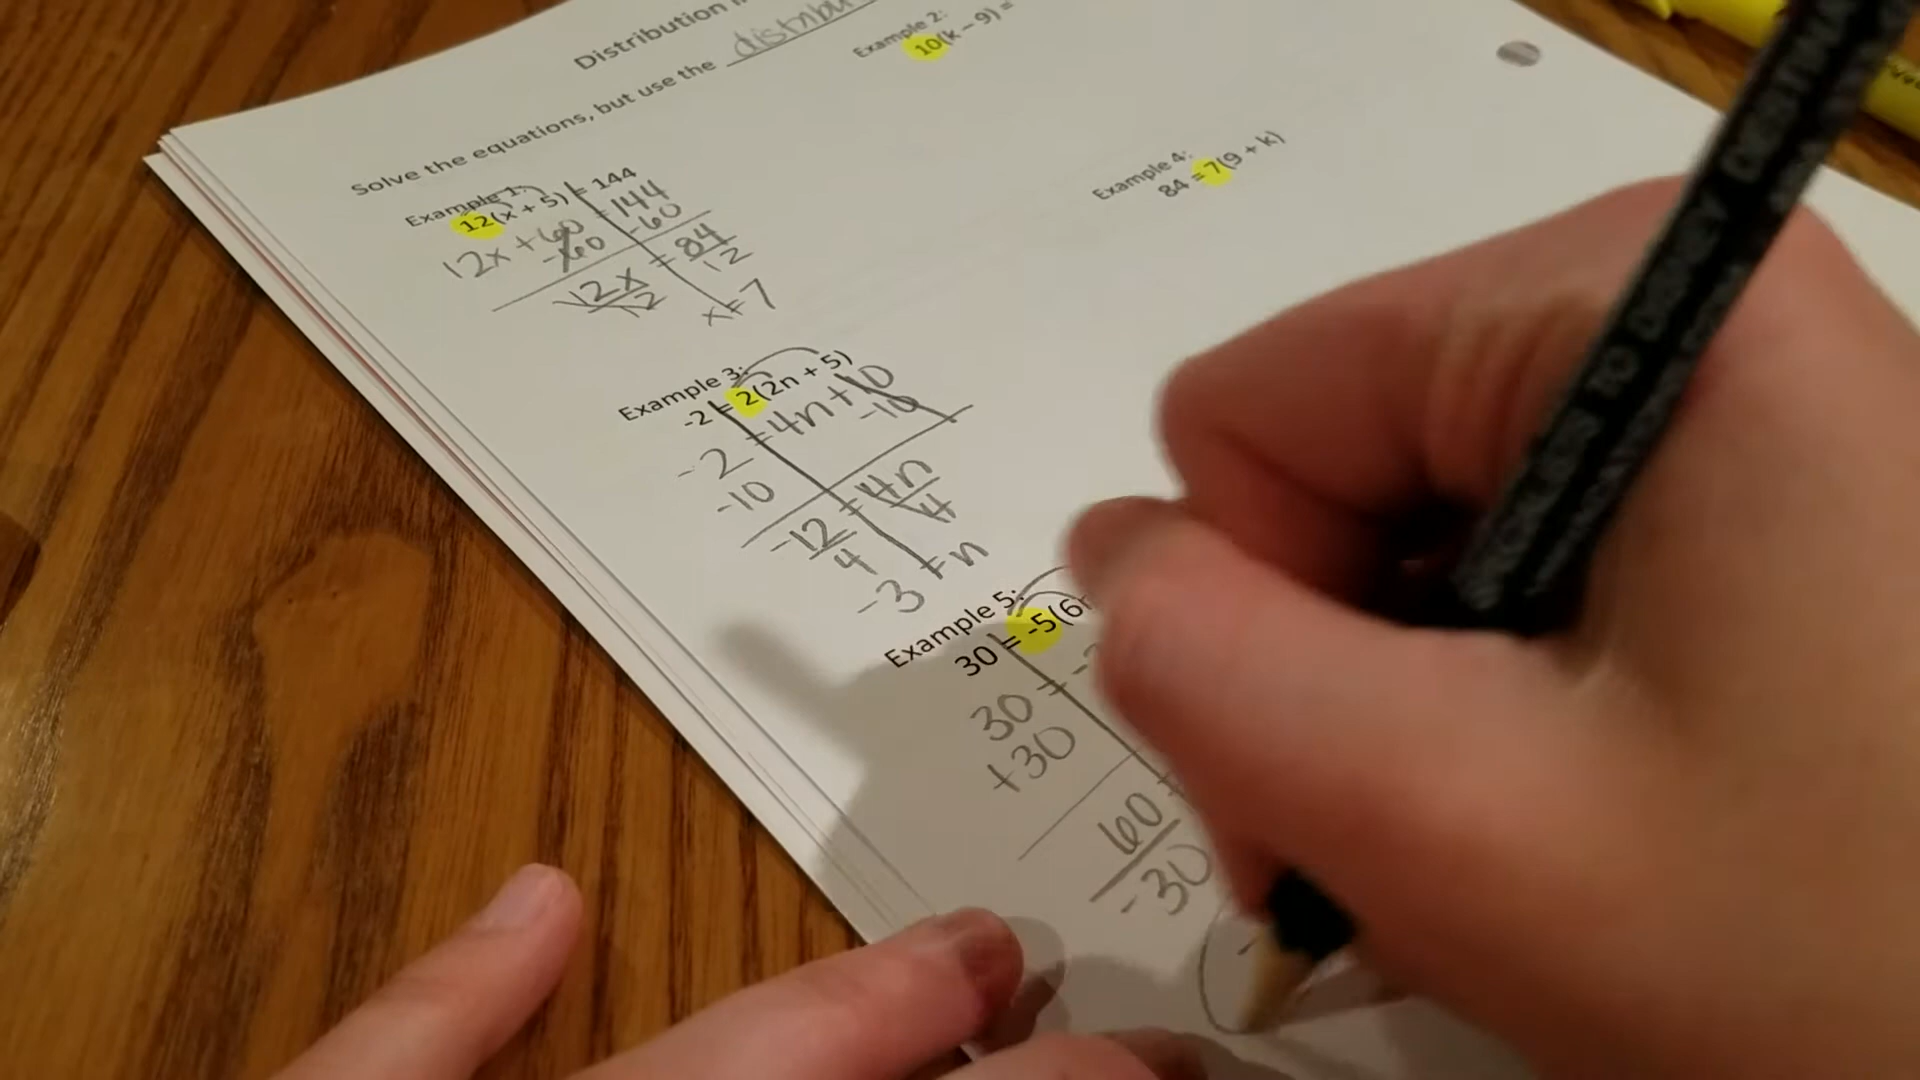 Distribution
Solve the equations, but use the distribu
Example 1:
12(x + 5) = 144
12x + 60 = 144
-60 -60
12x = 84
12 12
x = 7
Example 2:
10(k – 9) =
Example 3:
-2 = 2(2n + 5)
-2 = 4n + 10
-10 -10
-12 = 4n
4 4
-3 = n
Example 4:
84 = 7(9 + k)
Example 5:
30 = -5(6
30 = -
+30
60 =
-30
-